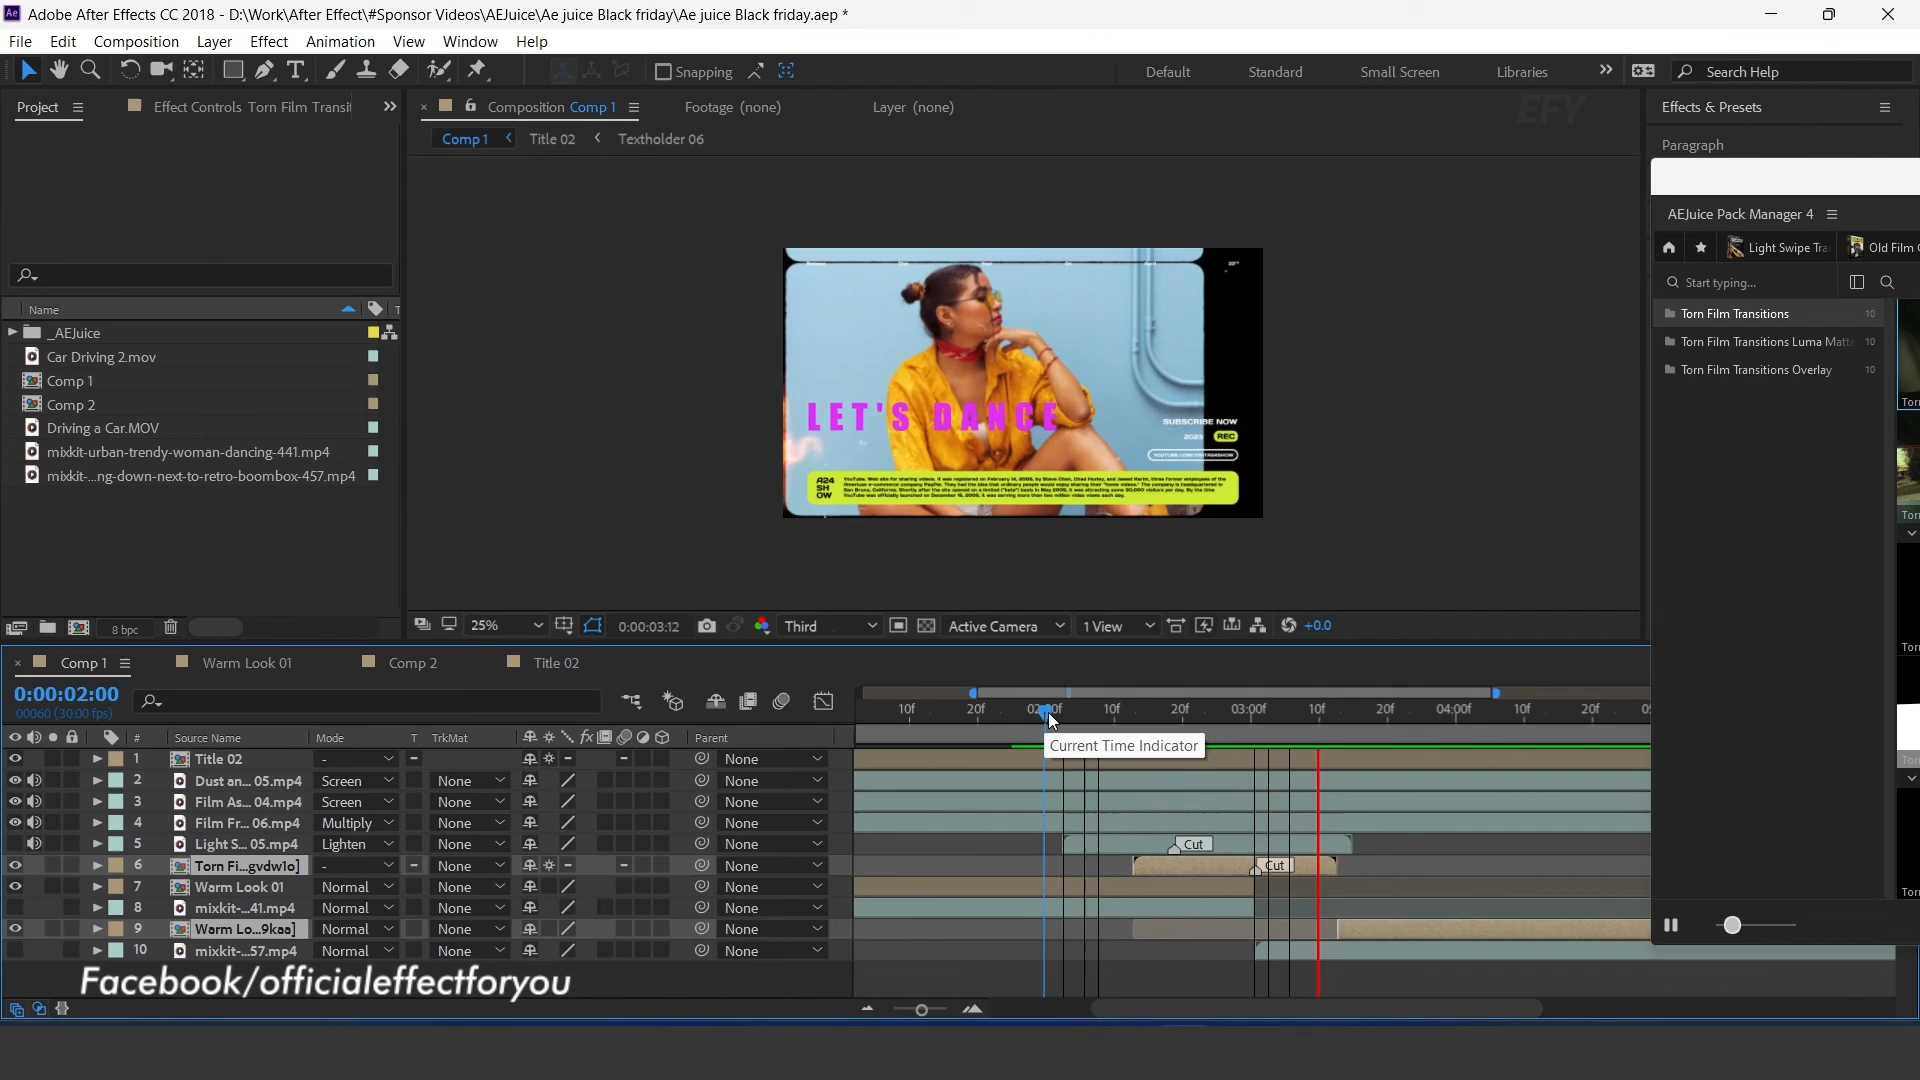 Adobe After Effects CC 2018 - D:\Work\After Effect\#Sponsor Videos\AEJuice\Ae juice Black friday\Ae juice Black friday.aep *
File Edit Composition Layer Effect Animation View Window Help
Snapping Default Standard Small Screen Libraries Search Help
Project Effect Controls Torn Film Transit
Composition Comp 1 Footage (none) Layer (none)
EFY
Effects & Presets
Comp 1 Title 02 Textholder 06
Paragraph
AEJuice Pack Manager 4
Light Swipe Tra Old Film
Start typing...
Torn Film Transitions 10
Torn Film Transitions Luma Matt 10
Torn Film Transitions Overlay 10
Name
_AEJuice
Car Driving 2.mov
Comp 1
Comp 2
Driving a Car.MOV
mixkit-urban-trendy-woman-dancing-441.mp4
mixkit-...ng-down-next-to-retro-boombox-457.mp4
LET'S DANCE
SUBSCRIBE NOW
2023 REC
YOUTUBE.COM/VISITRIASHOW
A24
SH
OW
8 bpc
25% 0:00:03:12 Third Active Camera 1 View +0.0
Comp 1 Warm Look 01 Comp 2 Title 02
0:00:02:00
00060 (30.00 fps)
10f 20f 02:00f 10f 20f 03:00f 10f 20f 04:00f 10f 20f
# Source Name Mode T TrkMat Parent
Current Time Indicator
1 Title 02 - None
2 Dust an... 05.mp4 Screen None None
3 Film As... 04.mp4 Screen None None
4 Film Fr... 06.mp4 Multiply None None
5 Light S... 05.mp4 Lighten None None Cut
6 Torn Fi...gvdw1o] - None None Cut
7 Warm Look 01 Normal None None
8 mixkit-...41.mp4 Normal None None
9 Warm Lo...9kaa] Normal None None
10 mixkit-...57.mp4 Normal None None
Facebook/officialeffectforyou